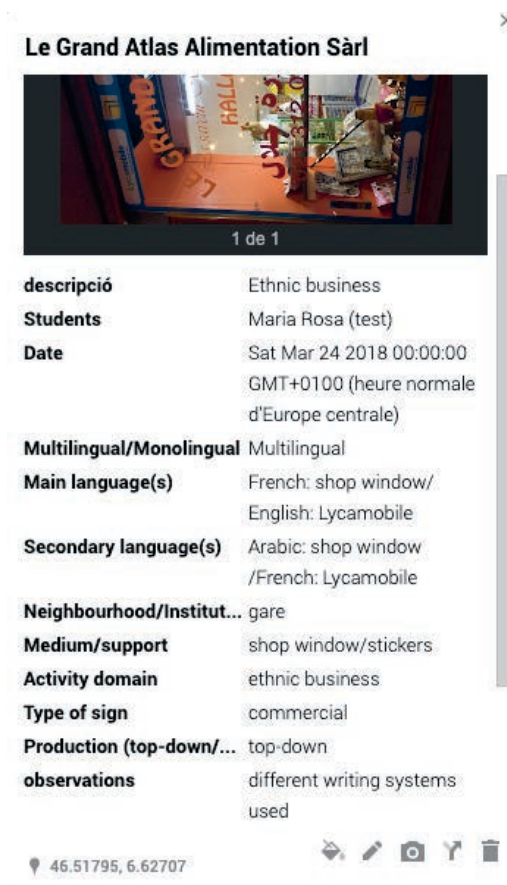 Le Grand Atlas Alimentation Sàrl
GRAND
HALL
1 de 1
descripció Ethnic business
Students Maria Rosa (test)
Date Sat Mar 24 2018 00:00:00
GMT+0100 (heure normale
d'Europe centrale)
Multilingual/Monolingual Multilingual
Main language(s) French: shop window/
English: Lycamobile
Secondary language(s) Arabic: shop window
/French: Lycamobile
Neighbourhood/Institut... gare
Medium/support shop window/stickers
Activity domain ethnic business
Type of sign commercial
Production (top-down/... top-down
observations different writing systems
used
46.51795, 6.62707